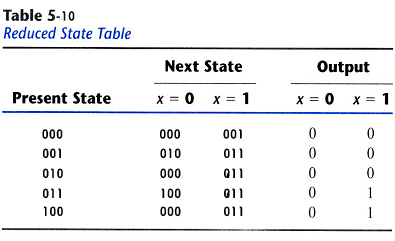 Table 5-10
Reduced State Table
Next State Output
Present State x = 0 x = 1 x = 0 x = 1
000 000 001 0 0
001 010 011 0 0
010 000 011 0 0
011 100 011 0 1
100 000 011 0 1